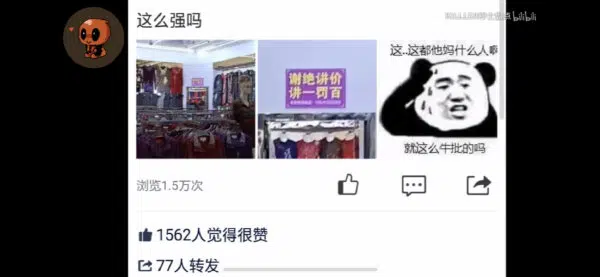 这么强吗
谢绝讲价
讲一罚百
这..这都他妈什么人啊
就这么牛批的吗
浏览1.5万次
1562人觉得很赞
77人转发